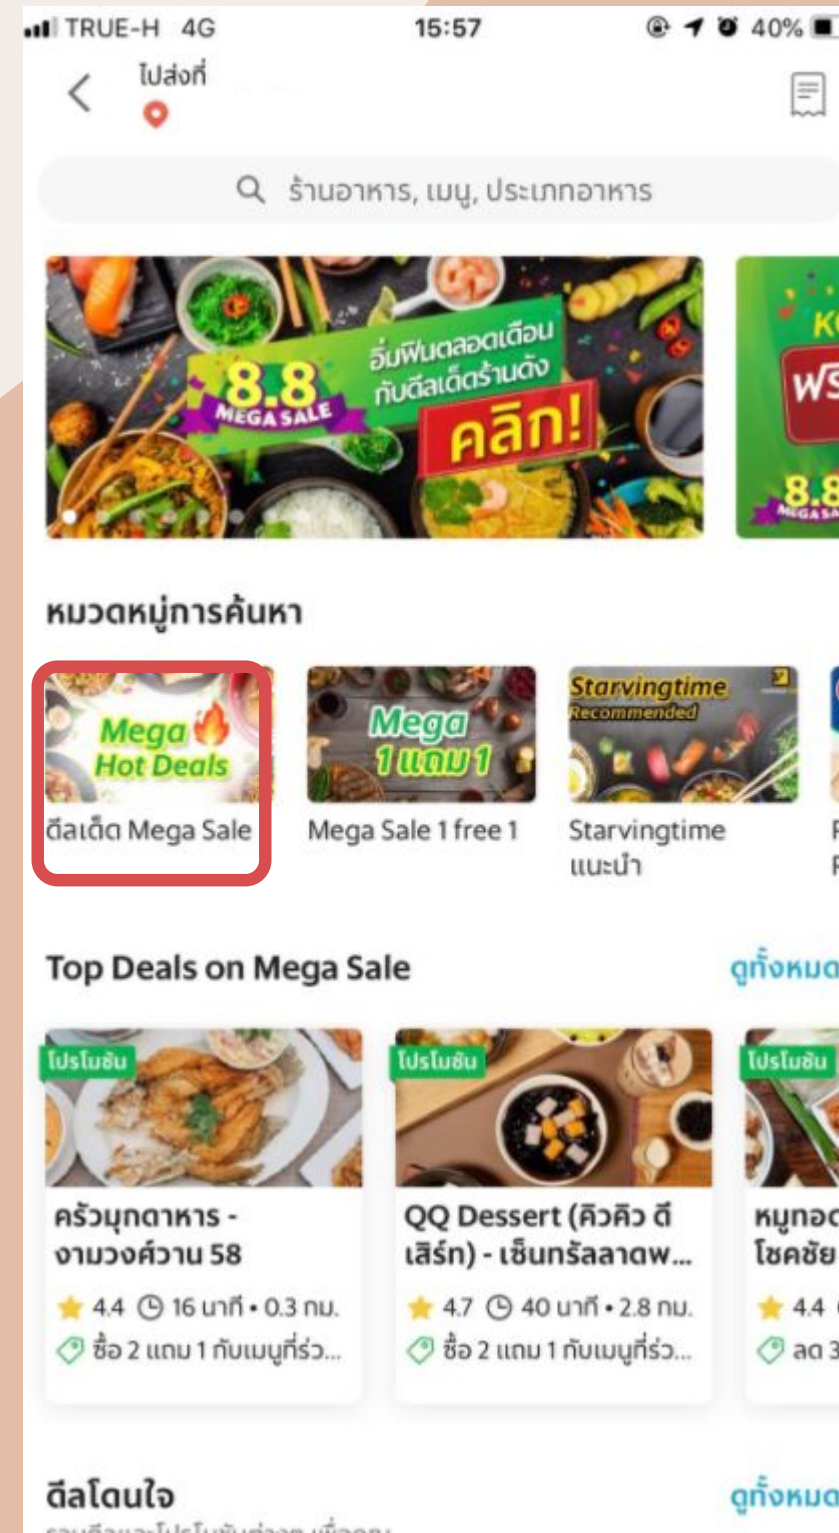 TRUE-H 4G 15:57 40%
ไปส่งที่
ร้านอาหาร, เมนู, ประเภทอาหาร
8.8
MEGA SALE
อิ่มฟินตลอดเดือน
กับดีลเด็ดร้านดัง
คลิก!
8.8
หมวดหมู่การค้นหา
Mega
Hot Deals
ดีลเด็ด Mega Sale
Mega
1 แถม 1
Mega Sale 1 free 1
Starvingtime
Recommended
Starvingtime
แนะนำ
Top Deals on Mega Sale
ดูทั้งหมด
โปรโมชัน
ครัวมุกดาหาร -
งามวงศ์วาน 58
4.4 16 นาที • 0.3 กม.
ซื้อ 2 แถม 1 กับเมนูที่ร่ว...
โปรโมชัน
QQ Dessert (คิวคิว ดี
เสิร์ท) - เซ็นทรัลลาดพ...
4.7 40 นาที • 2.8 กม.
ซื้อ 2 แถม 1 กับเมนูที่ร่ว...
โปรโมชัน
หมูทอด
โชคชัย
4.4
ลด 3
ดีลโดนใจ
ดูทั้งหมด